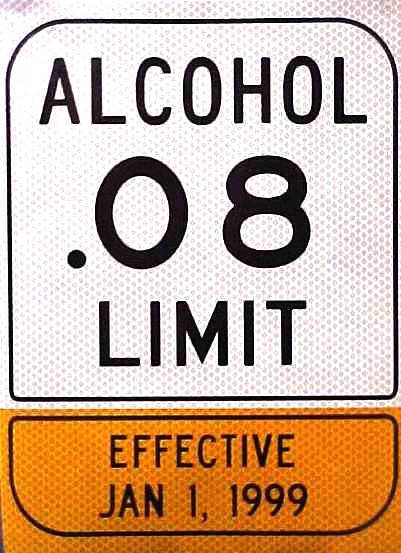 ALCOHOL
.08
LIMIT
EFFECTIVE
JAN 1, 1999